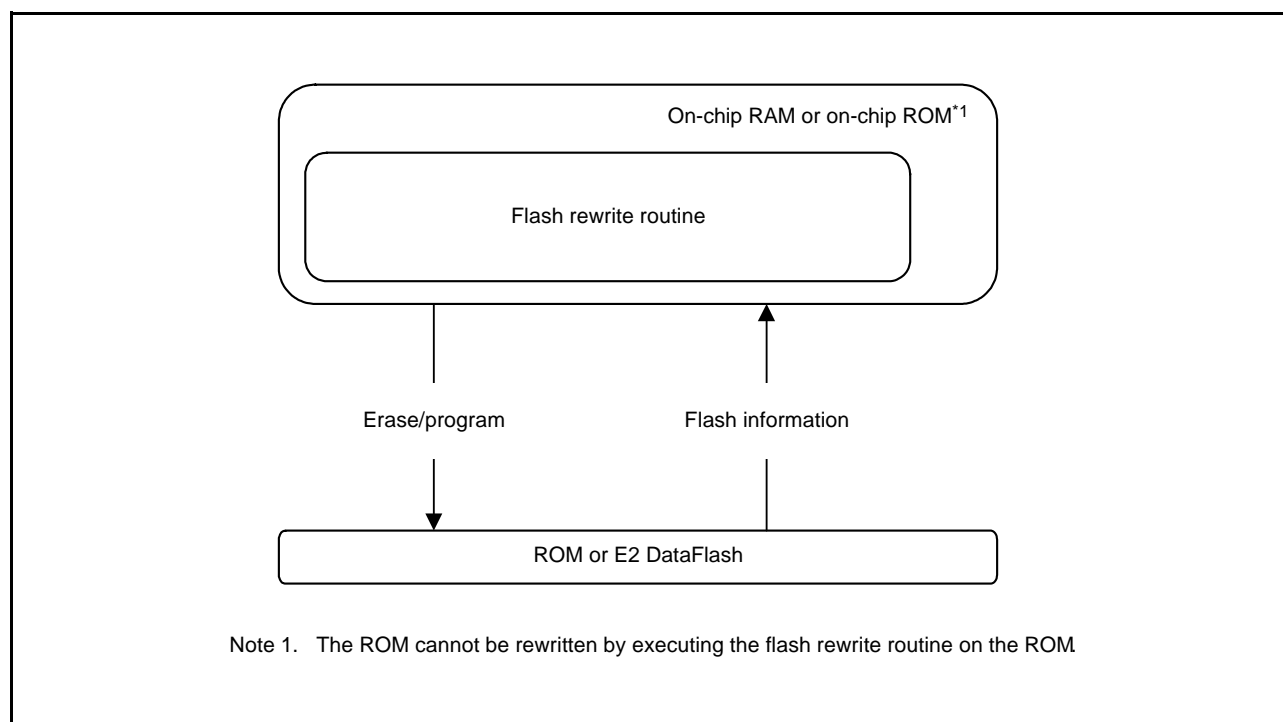 On-chip RAM or on-chip ROM*1
Flash rewrite routine
Erase/program
Flash information
ROM or E2 DataFlash
Note 1. The ROM cannot be rewritten by executing the flash rewrite routine on the ROM.